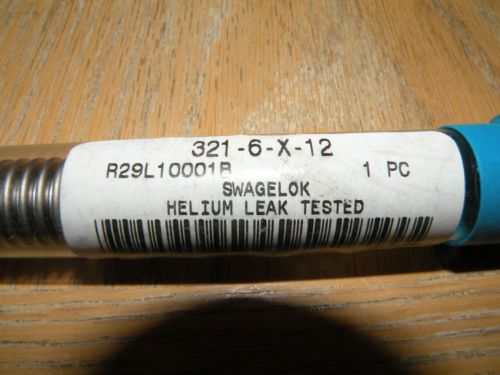 321-6-X-12
R29L10001B 1 PC
SWAGELOK
HELIUM LEAK TESTED